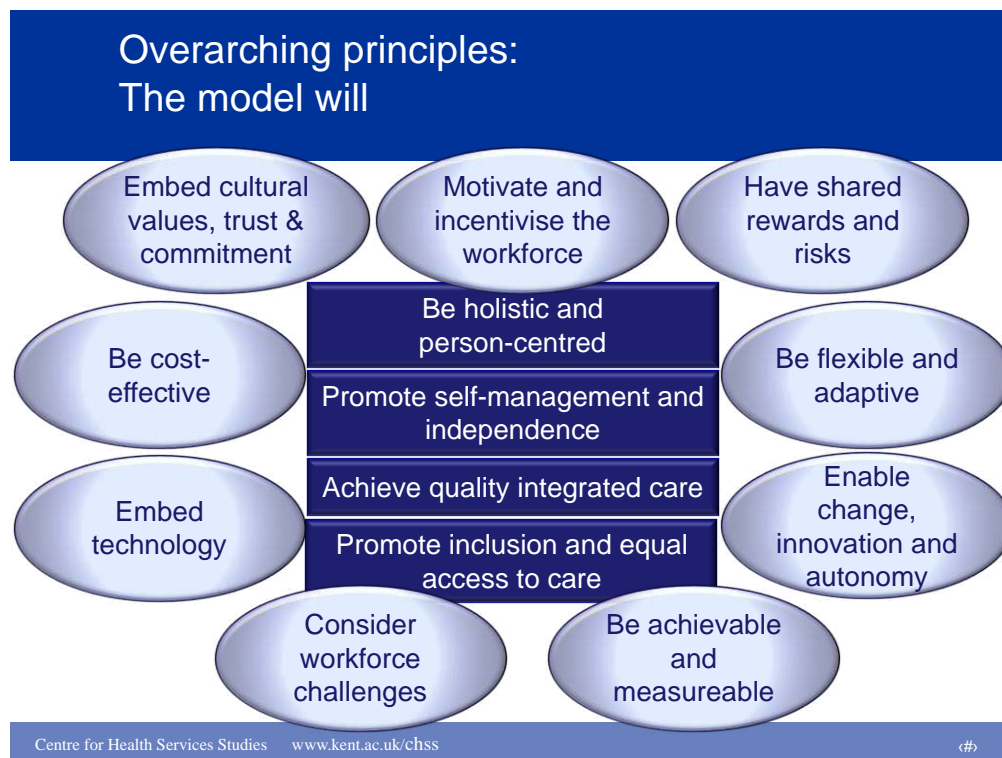 Overarching principles:
The model will
Embed cultural
values, trust &
commitment
Motivate and
incentivise the
workforce
Have shared
rewards and
risks
Be holistic and
person-centred
Be cost-
effective
Be flexible and
adaptive
Promote self-management and
independence
Achieve quality integrated care
Embed
technology
Enable
change,
innovation and
autonomy
Promote inclusion and equal
access to care
Consider
workforce
challenges
Be achievable
and
measureable
Centre for Health Services Studies www.kent.ac.uk/chss
‹#›